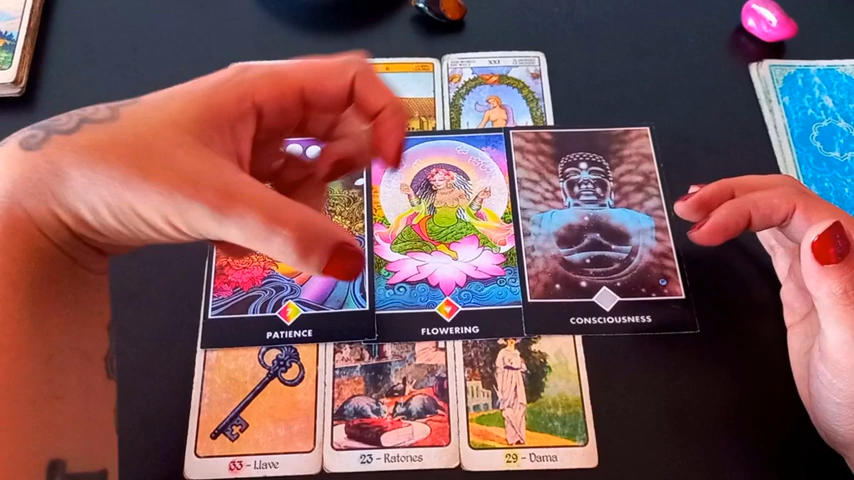 XXI
PATIENCE
FLOWERING
CONSCIOUSNESS
33 - Llave
23 - Ratones
29 - Dama